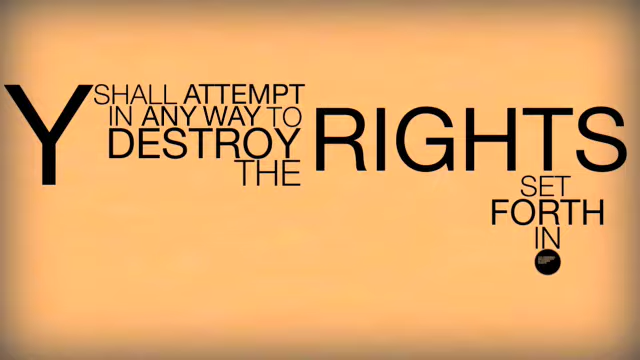 Y
SHALL ATTEMPT
IN ANY WAY TO
DESTROY
THE
RIGHTS
SET
FORTH
IN